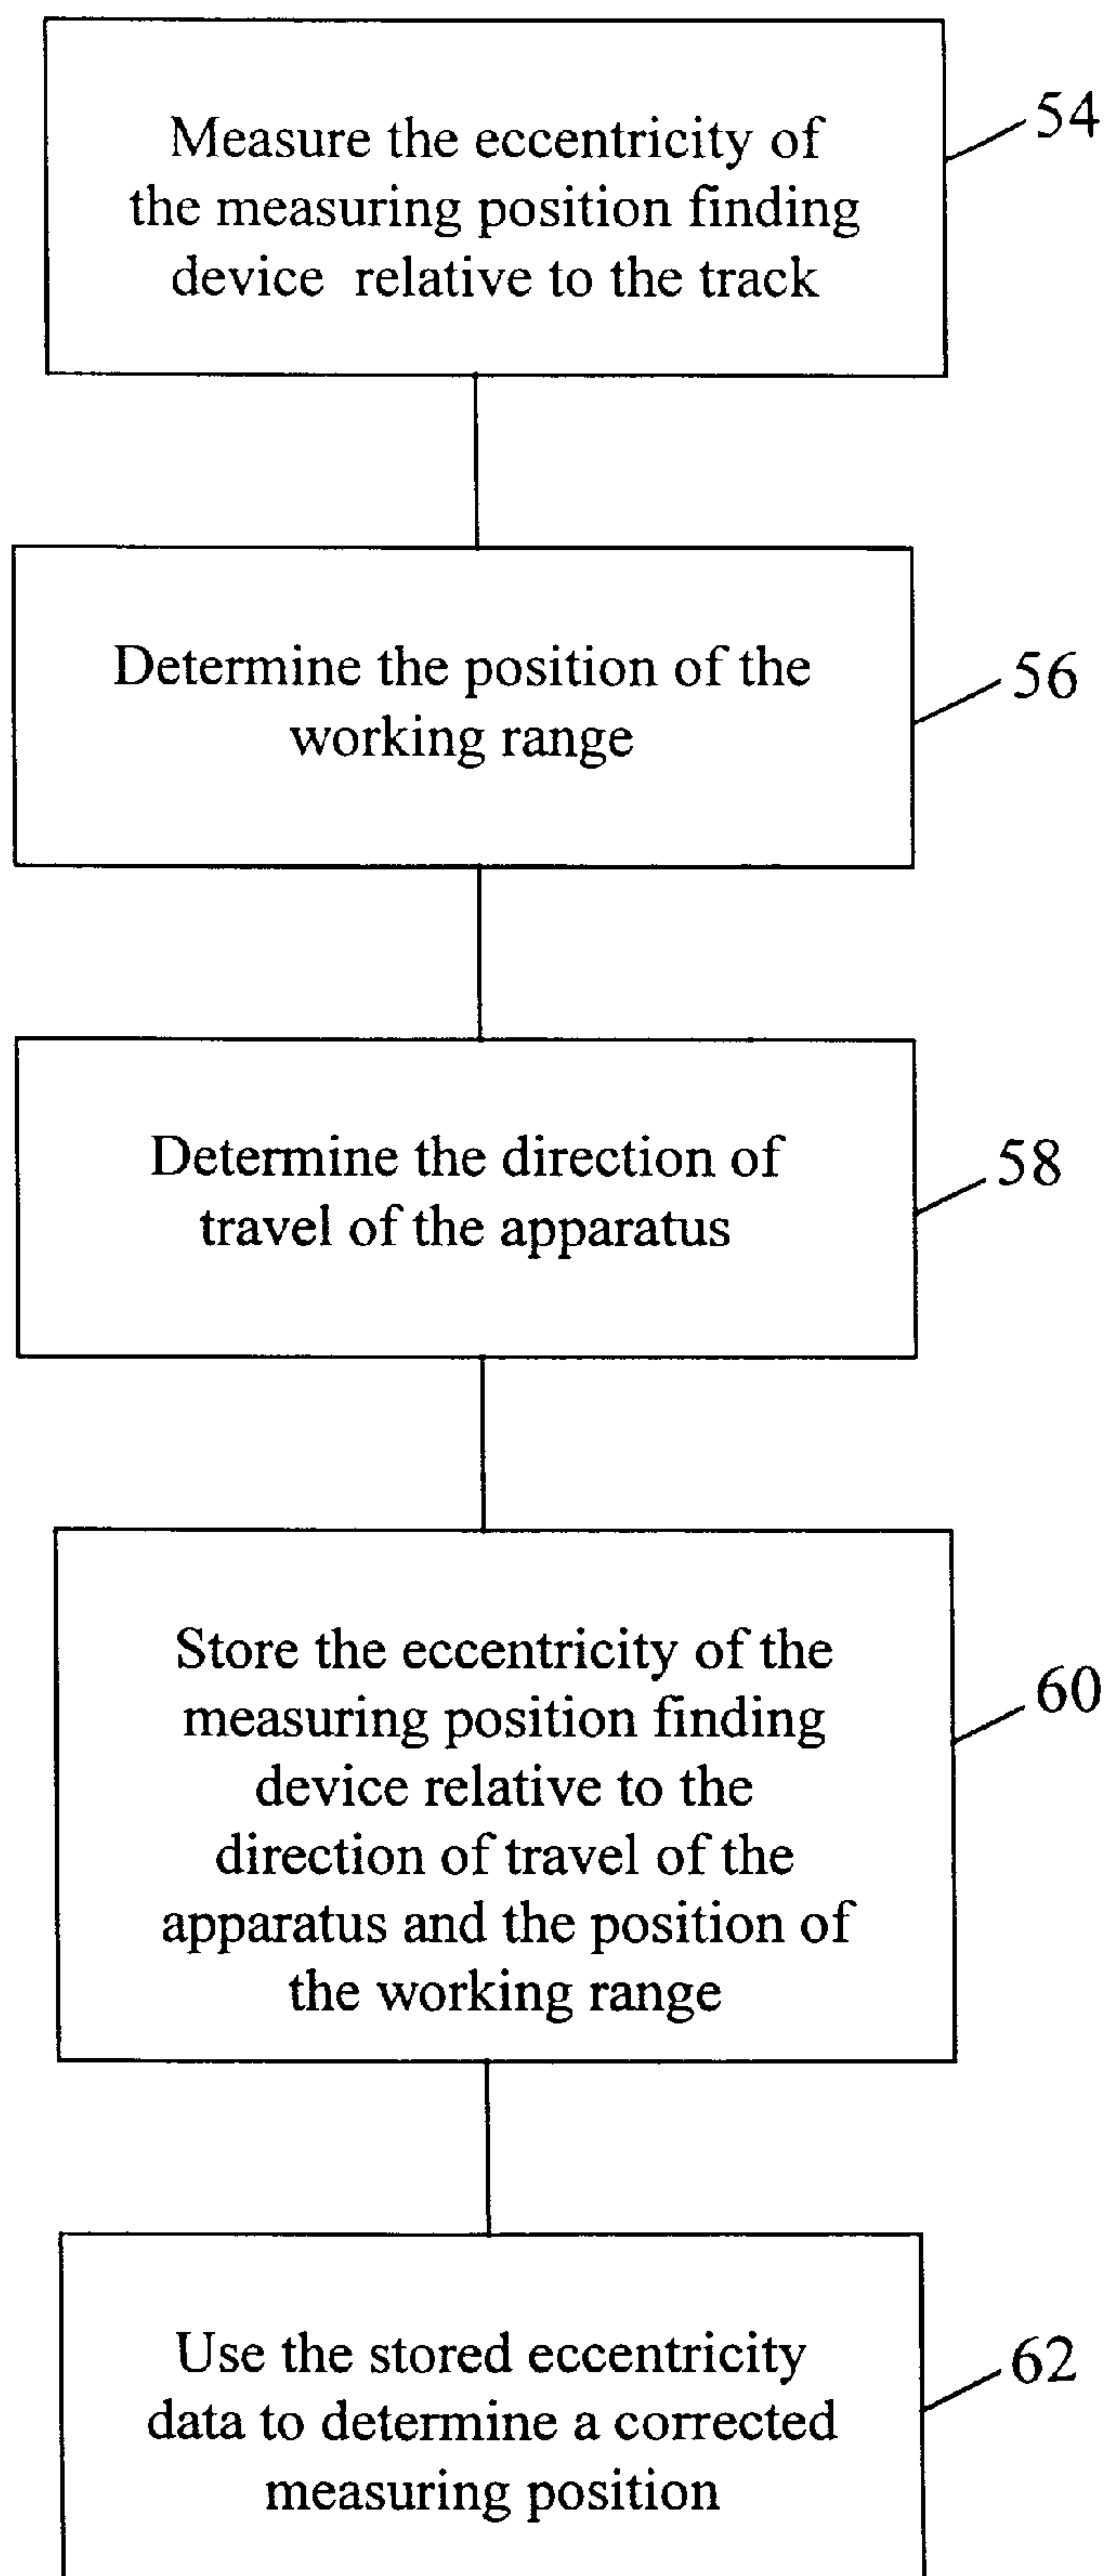 Measure the eccentricity of
the measuring position finding
device relative to the track
54
Determine the position of the
working range
56
Determine the direction of
travel of the apparatus
58
Store the eccentricity of the
measuring position finding
device relative to the
direction of travel of the
apparatus and the position of
the working range
60
Use the stored eccentricity
data to determine a corrected
measuring position
62